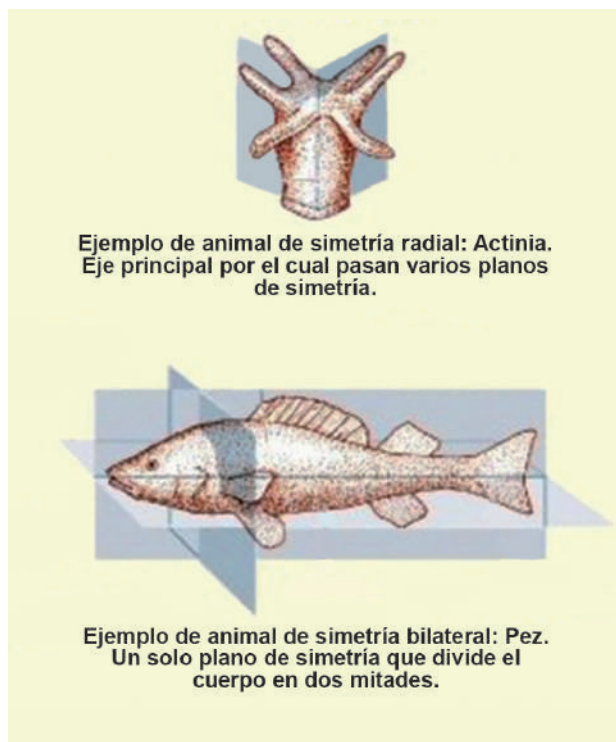 Ejemplo de animal de simetría radial: Actinia.
Eje principal por el cual pasan varios planos
de simetría.
Ejemplo de animal de simetría bilateral: Pez.
Un solo plano de simetría que divide el
cuerpo en dos mitades.